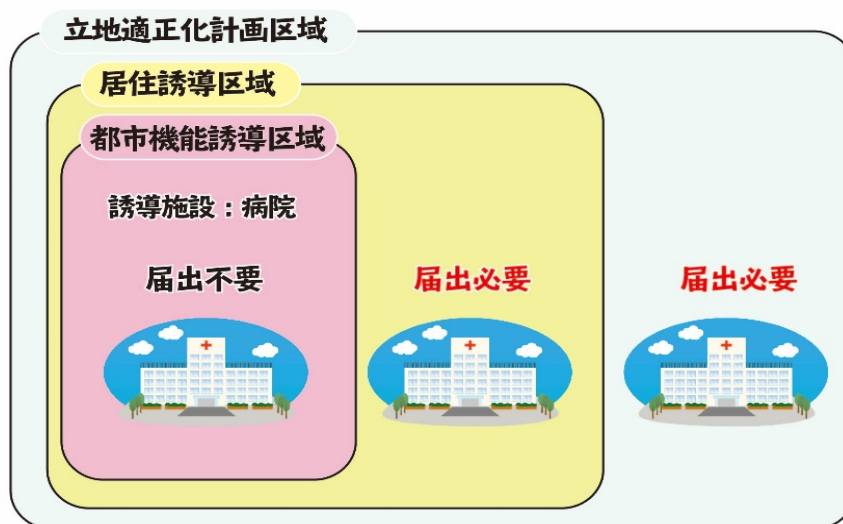 立地適正化計画区域
居住誘導区域
都市機能誘導区域
誘導施設：病院
届出不要
届出必要
届出必要